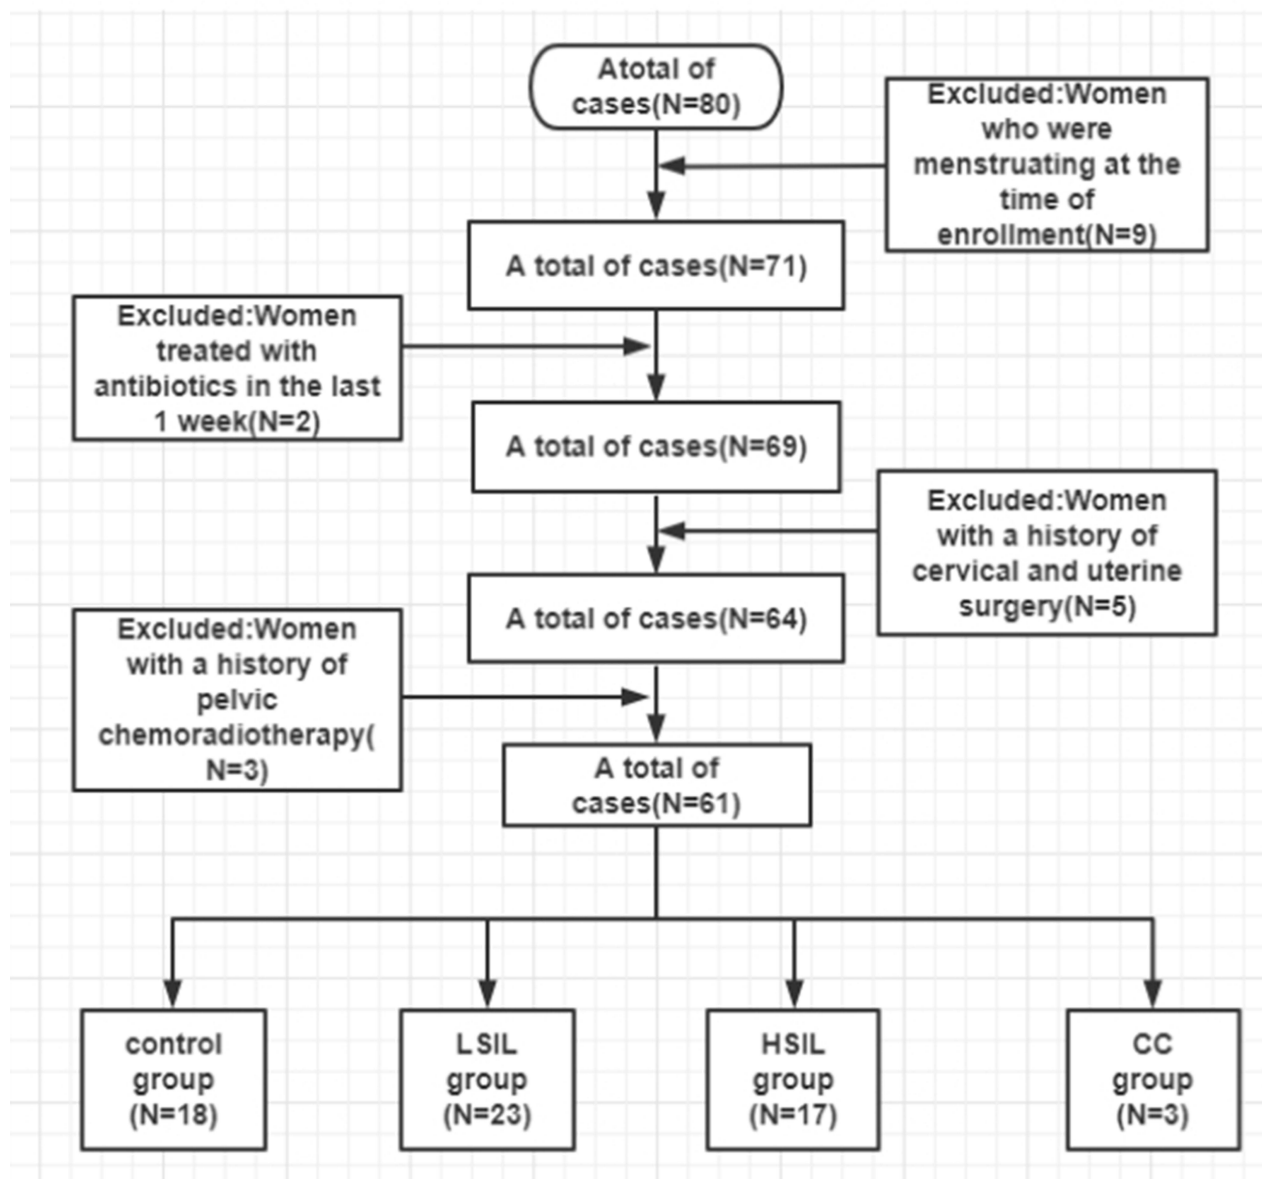 Atotal of
cases(N=80)
Excluded:Women
who were
menstruating at the
time of
enrollment(N=9)
A total of cases(N=71)
Excluded:Women
treated with
antibiotics in the last
1 week(N=2)
A total of cases(N=69)
Excluded:Women
with a history of
cervical and uterine
surgery(N=5)
A total of cases(N=64)
Excluded:Women
with a history of
pelvic
chemoradiotherapy(
N=3)
A total of
cases(N=61)
control
group
(N=18)
LSIL
group
(N=23)
HSIL
group
(N=17)
CC
group
(N=3)